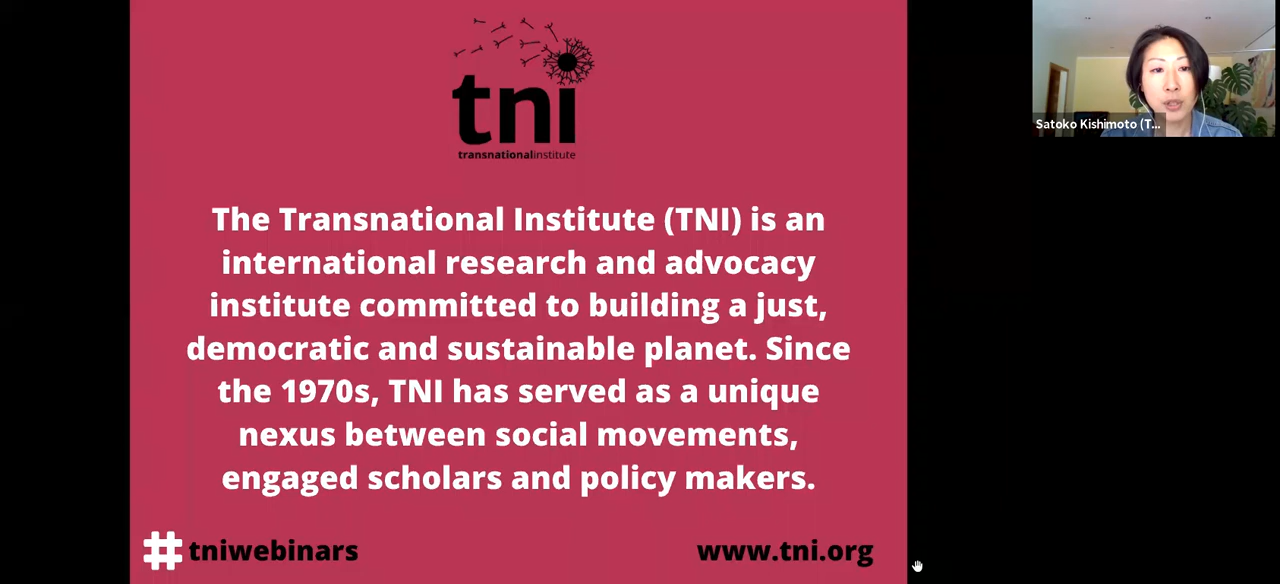 tni
transnationalinstitute
Satoko Kishimoto (T...
The Transnational Institute (TNI) is an
international research and advocacy
institute committed to building a just,
democratic and sustainable planet. Since
the 1970s, TNI has served as a unique
nexus between social movements,
engaged scholars and policy makers.
#tniwebinars
www.tni.org